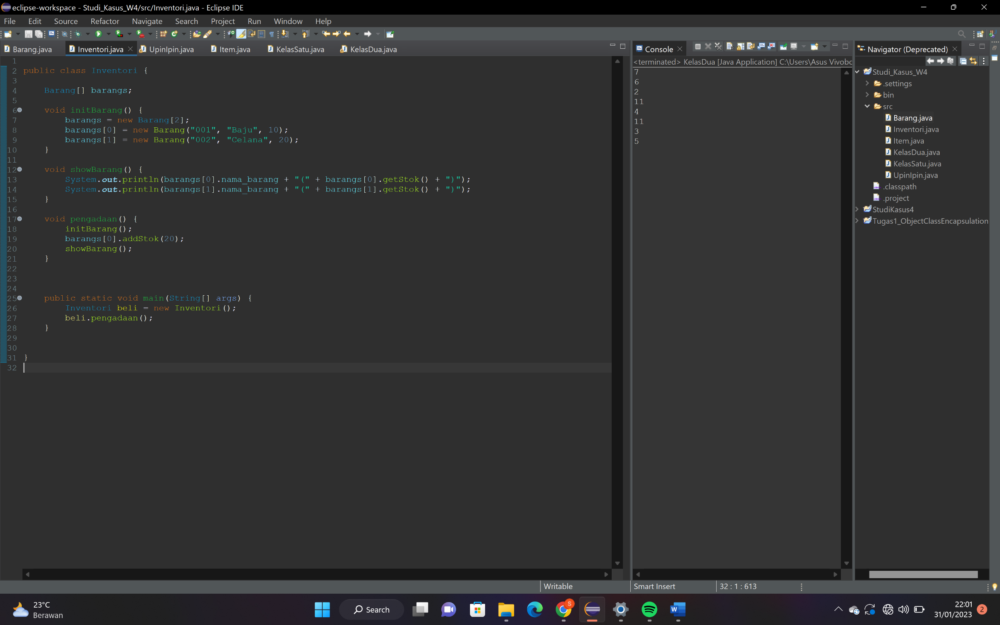 eclipse-workspace - Studi_Kasus_W4/src/Inventori.java - Eclipse IDE
File Edit Source Refactor Navigate Search Project Run Window Help
Barang.java Inventori.java UpinIpin.java Item.java KelasSatu.java KelasDua.java
1
2 public class Inventori {
3
4 Barang[] barangs;
5
6 void initBarang() {
7 barangs = new Barang[2];
8 barangs[0] = new Barang("001", "Baju", 10);
9 barangs[1] = new Barang("002", "Celana", 20);
10 }
11
12 void showBarang() {
13 System.out.println(barangs[0].nama_barang + "(" + barangs[0].getStok() + ")");
14 System.out.println(barangs[1].nama_barang + "(" + barangs[1].getStok() + ")");
15 }
16
17 void pengadaan() {
18 initBarang();
19 barangs[0].addStok(20);
20 showBarang();
21 }
22
23
24
25 public static void main(String[] args) {
26 Inventori beli = new Inventori();
27 beli.pengadaan();
28 }
29
30
31 }
32
Console
<terminated> KelasDua [Java Application] C:\Users\Asus Vivobo
7
6
2
11
4
11
3
5
Navigator (Deprecated)
Studi_Kasus_W4
.settings
bin
src
Barang.java
Inventori.java
Item.java
KelasDua.java
KelasSatu.java
UpinIpin.java
.classpath
.project
StudiKasus4
Tugas1_ObjectClassEncapsulation
Writable Smart Insert 32 : 1 : 613
23°C
Berawan
Search
S
W
22:01
31/01/2023
2